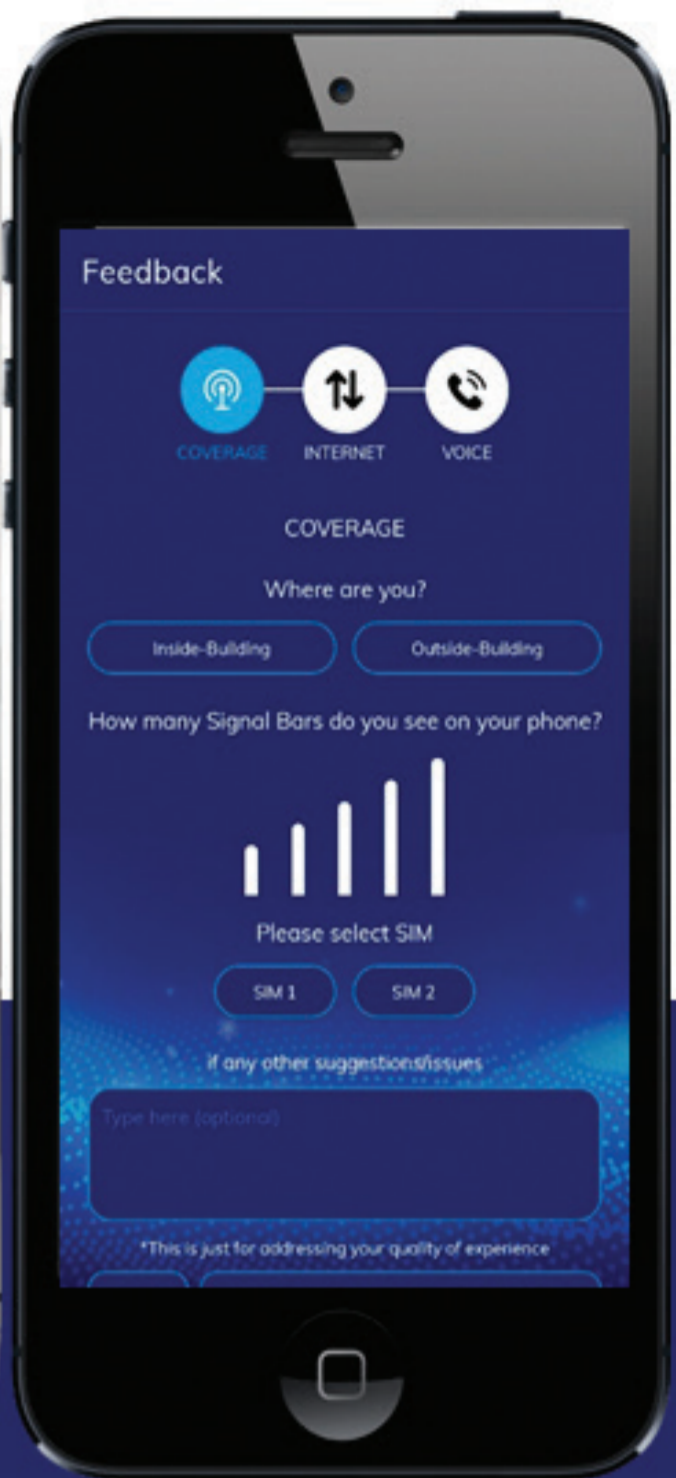 Feedback
COVERAGE INTERNET VOICE
COVERAGE
Where are you?
Inside-Building Outside-Building
How many Signal Bars do you see on your phone?
Please select SIM
SIM 1 SIM 2
if any other suggestions/issues
Type here (optional)
*This is just for addressing your quality of experience